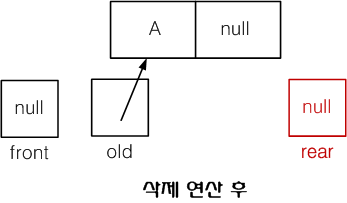 A null
null null
front old rear
삭제 연산 후